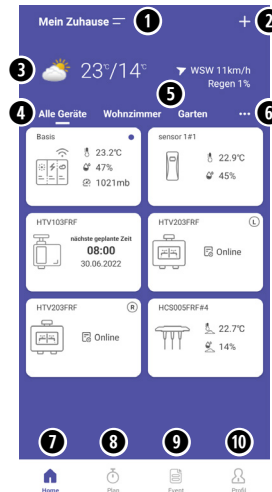 Mein Zuhause 1 + 2
3 23°c/14°c WSW 11km/h
Regen 1%
5
4 Alle Geräte Wohnzimmer Garten ••• 6
Basis
23.2°C
47%
1021mb
sensor 1#1
22.9°C
45%
HTV103FRF
nächste geplante Zeit
08:00
30.06.2022
HTV203FRF L
Online
HTV203FRF R
Online
HCS005FRF#4
22.7°C
14%
7 8 9 10
Home Plan Event Profil